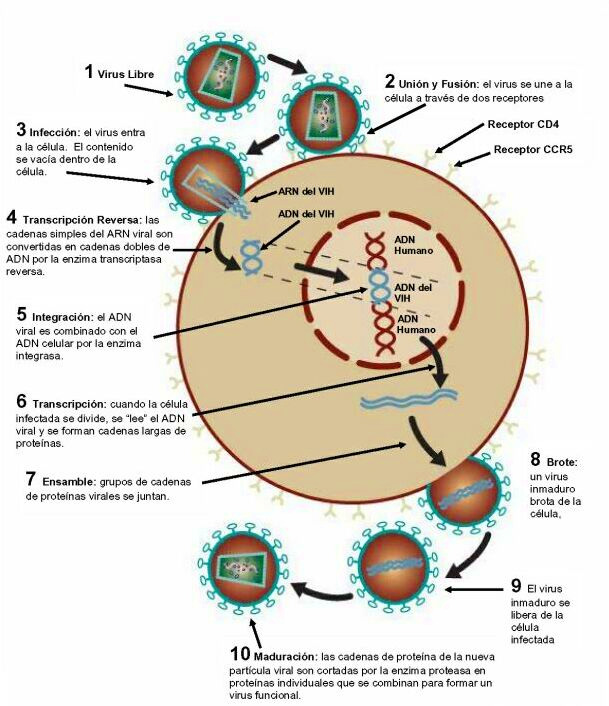 1 Virus Libre
2 Unión y Fusión: el virus se une a la
célula a través de dos receptores
Receptor CD4
Receptor CCR5
3 Infección: el virus entra
a la célula. El contenido
se vacía dentro de la
célula.
ARN del VIH
ADN del VIH
4 Transcripción Reversa: las
cadenas simples del ARN viral son
convertidas en cadenas dobles de
ADN por la enzima transcriptasa
reversa.
ADN
Humano
ADN del
VIH
ADN
Humano
5 Integración: el ADN
viral es combinado con el
ADN celular por la enzima
integrasa.
6 Transcripción: cuando la célula
infectada se divide, se “lee” el ADN
viral y se forman cadenas largas de
proteínas.
7 Ensamble: grupos de cadenas
de proteínas virales se juntan.
8 Brote:
un virus
inmaduro
brota de la
célula,
9 El virus
inmaduro se
libera de la
célula
infectada
10 Maduración: las cadenas de proteína de la nueva
partícula viral son cortadas por la enzima proteasa en
proteínas individuales que se combinan para formar un
virus funcional.